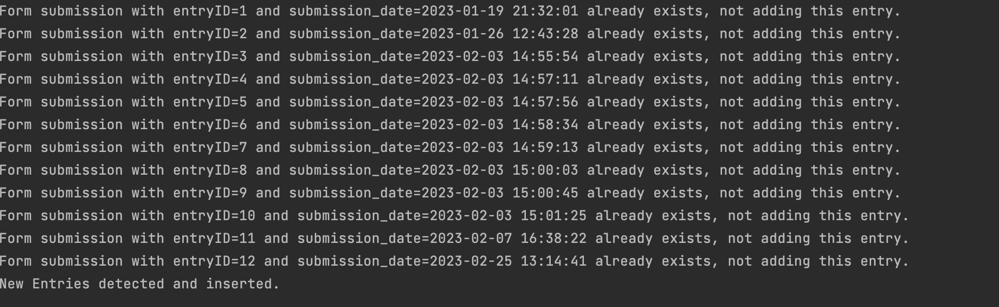 Form submission with entryID=1 and submission_date=2023-01-19 21:32:01 already exists, not adding this entry.
Form submission with entryID=2 and submission_date=2023-01-26 12:43:28 already exists, not adding this entry.
Form submission with entryID=3 and submission_date=2023-02-03 14:55:54 already exists, not adding this entry.
Form submission with entryID=4 and submission_date=2023-02-03 14:57:11 already exists, not adding this entry.
Form submission with entryID=5 and submission_date=2023-02-03 14:57:56 already exists, not adding this entry.
Form submission with entryID=6 and submission_date=2023-02-03 14:58:34 already exists, not adding this entry.
Form submission with entryID=7 and submission_date=2023-02-03 14:59:13 already exists, not adding this entry.
Form submission with entryID=8 and submission_date=2023-02-03 15:00:03 already exists, not adding this entry.
Form submission with entryID=9 and submission_date=2023-02-03 15:00:45 already exists, not adding this entry.
Form submission with entryID=10 and submission_date=2023-02-03 15:01:25 already exists, not adding this entry.
Form submission with entryID=11 and submission_date=2023-02-07 16:38:22 already exists, not adding this entry.
Form submission with entryID=12 and submission_date=2023-02-25 13:14:41 already exists, not adding this entry.
New Entries detected and inserted.